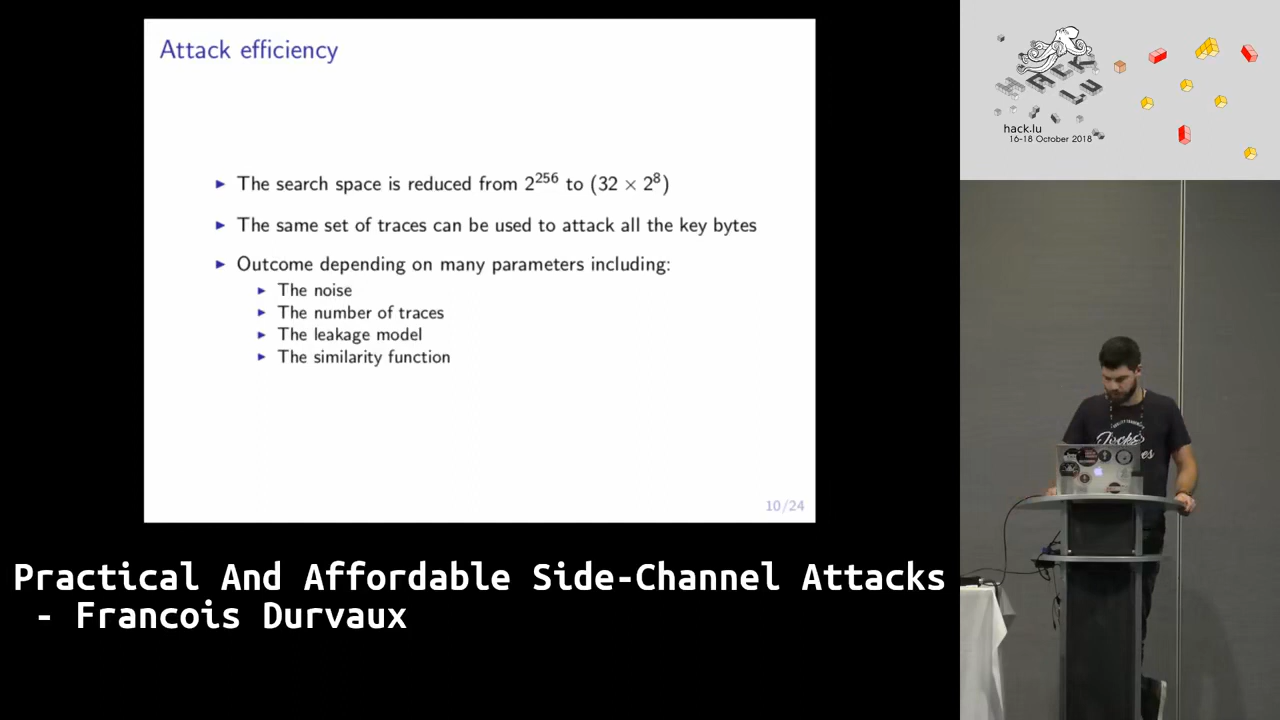 Attack efficiency
▶ The search space is reduced from 2^256 to (32 × 2^8)
▶ The same set of traces can be used to attack all the key bytes
▶ Outcome depending on many parameters including:
▶ The noise
▶ The number of traces
▶ The leakage model
▶ The similarity function
10/24
HACK
LU
hack.lu
16-18 October 2018
Practical And Affordable Side-Channel Attacks
- Francois Durvaux